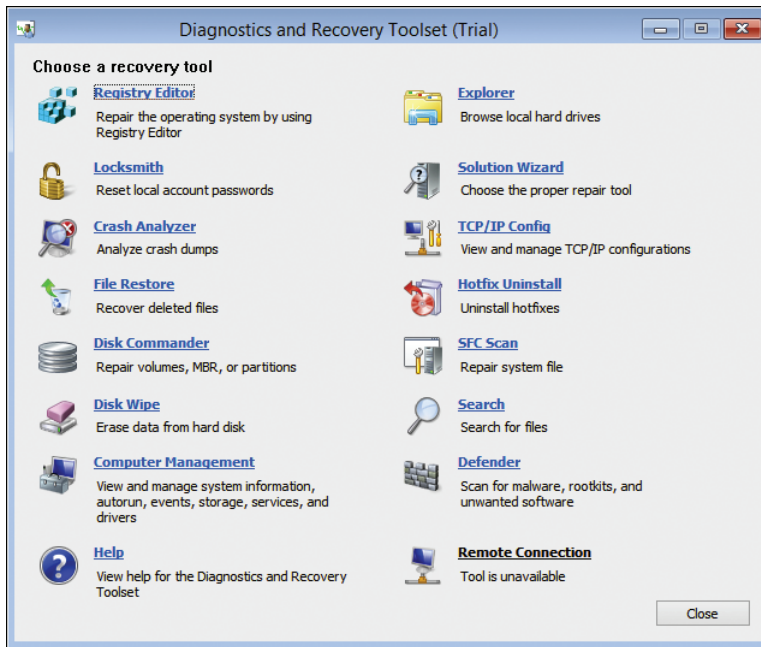 Diagnostics and Recovery Toolset (Trial)
Choose a recovery tool
Registry Editor
Repair the operating system by using
Registry Editor
Locksmith
Reset local account passwords
Crash Analyzer
Analyze crash dumps
File Restore
Recover deleted files
Disk Commander
Repair volumes, MBR, or partitions
Disk Wipe
Erase data from hard disk
Computer Management
View and manage system information,
autorun, events, storage, services, and
drivers
Help
View help for the Diagnostics and Recovery
Toolset
Explorer
Browse local hard drives
Solution Wizard
Choose the proper repair tool
TCP/IP Config
View and manage TCP/IP configurations
Hotfix Uninstall
Uninstall hotfixes
SFC Scan
Repair system file
Search
Search for files
Defender
Scan for malware, rootkits, and
unwanted software
Remote Connection
Tool is unavailable
Close